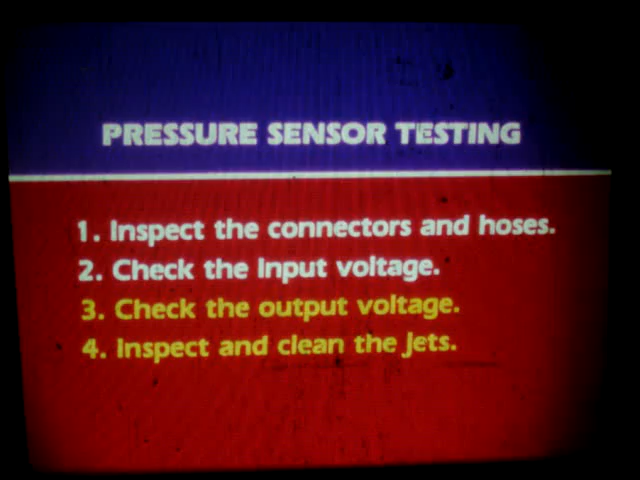 PRESSURE SENSOR TESTING
1. Inspect the connectors and hoses.
2. Check the input voltage.
3. Check the output voltage.
4. Inspect and clean the jets.